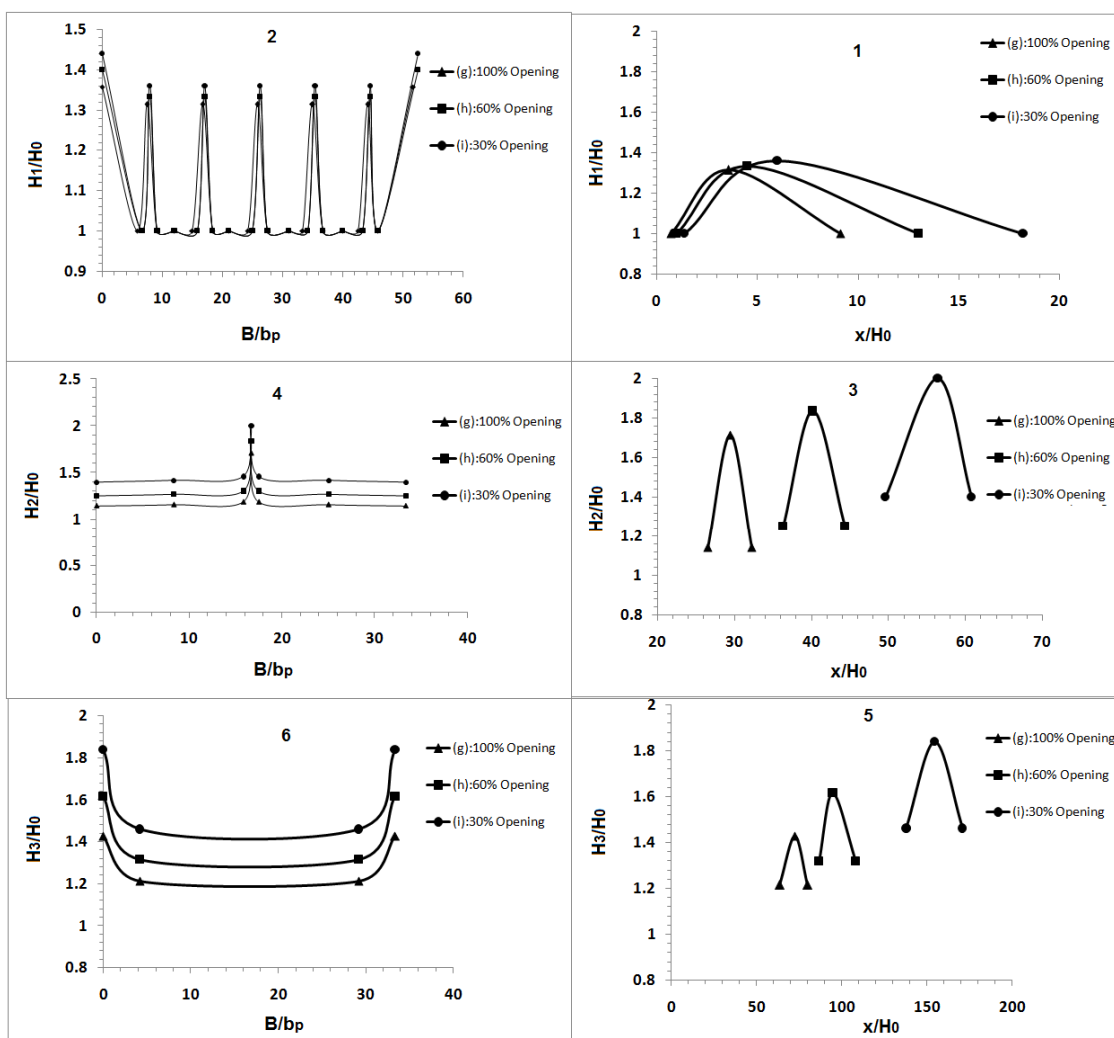 2
1.5
1.4
1.3
1.2
1.1
1
0.9
H1/H0
0 10 20 30 40 50 60
B/bp
(g):100% Opening
(h):60% Opening
(i):30% Opening
1
2
1.8
1.6
1.4
1.2
1
0.8
H1/H0
0 5 10 15 20
x/H0
(g):100% Opening
(h):60% Opening
(i):30% Opening
4
2.5
2
1.5
1
0.5
0
H2/H0
0 10 20 30 40
B/bp
(g):100% Opening
(h):60% Opening
(i):30% Opening
3
2
1.8
1.6
1.4
1.2
1
0.8
H2/H0
20 30 40 50 60 70
x/H0
(g):100% Opening
(h):60% Opening
(i):30% Opening
6
2
1.8
1.6
1.4
1.2
1
0.8
H3/H0
0 10 20 30 40
B/bp
(g):100% Opening
(h):60% Opening
(i):30% Opening
5
2
1.8
1.6
1.4
1.2
1
0.8
H3/H0
0 50 100 150 200
x/H0
(g):100% Opening
(h):60% Opening
(i):30% Opening